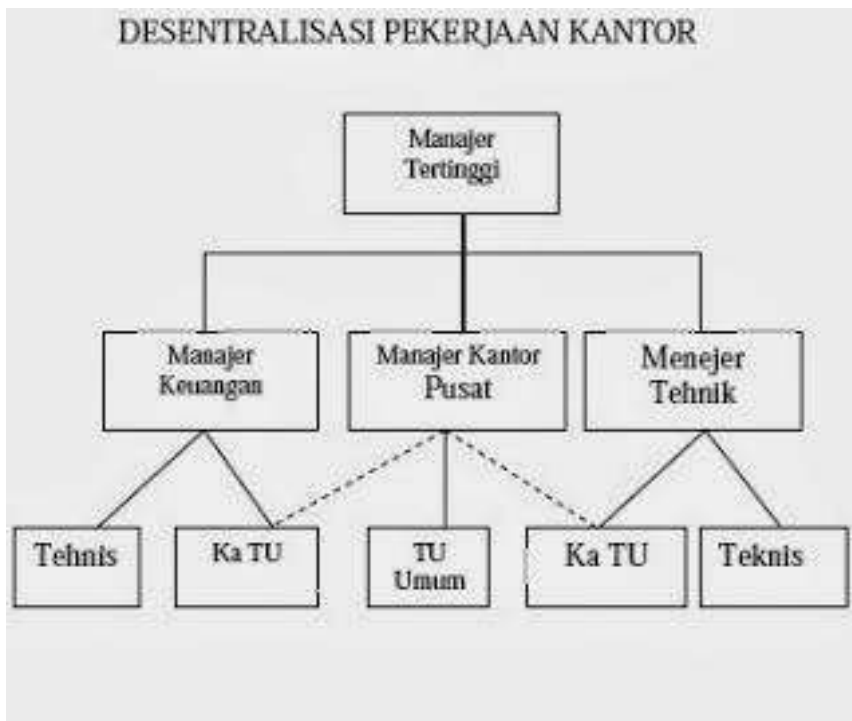 DESENTRALISASI PEKERJAAN KANTOR
Manajer
Tertinggi
Manajer
Keuangan
Manajer Kantor
Pusat
Menejer
Tehnik
Tehnis
Ka TU
TU
Umum
Ka TU
Teknis